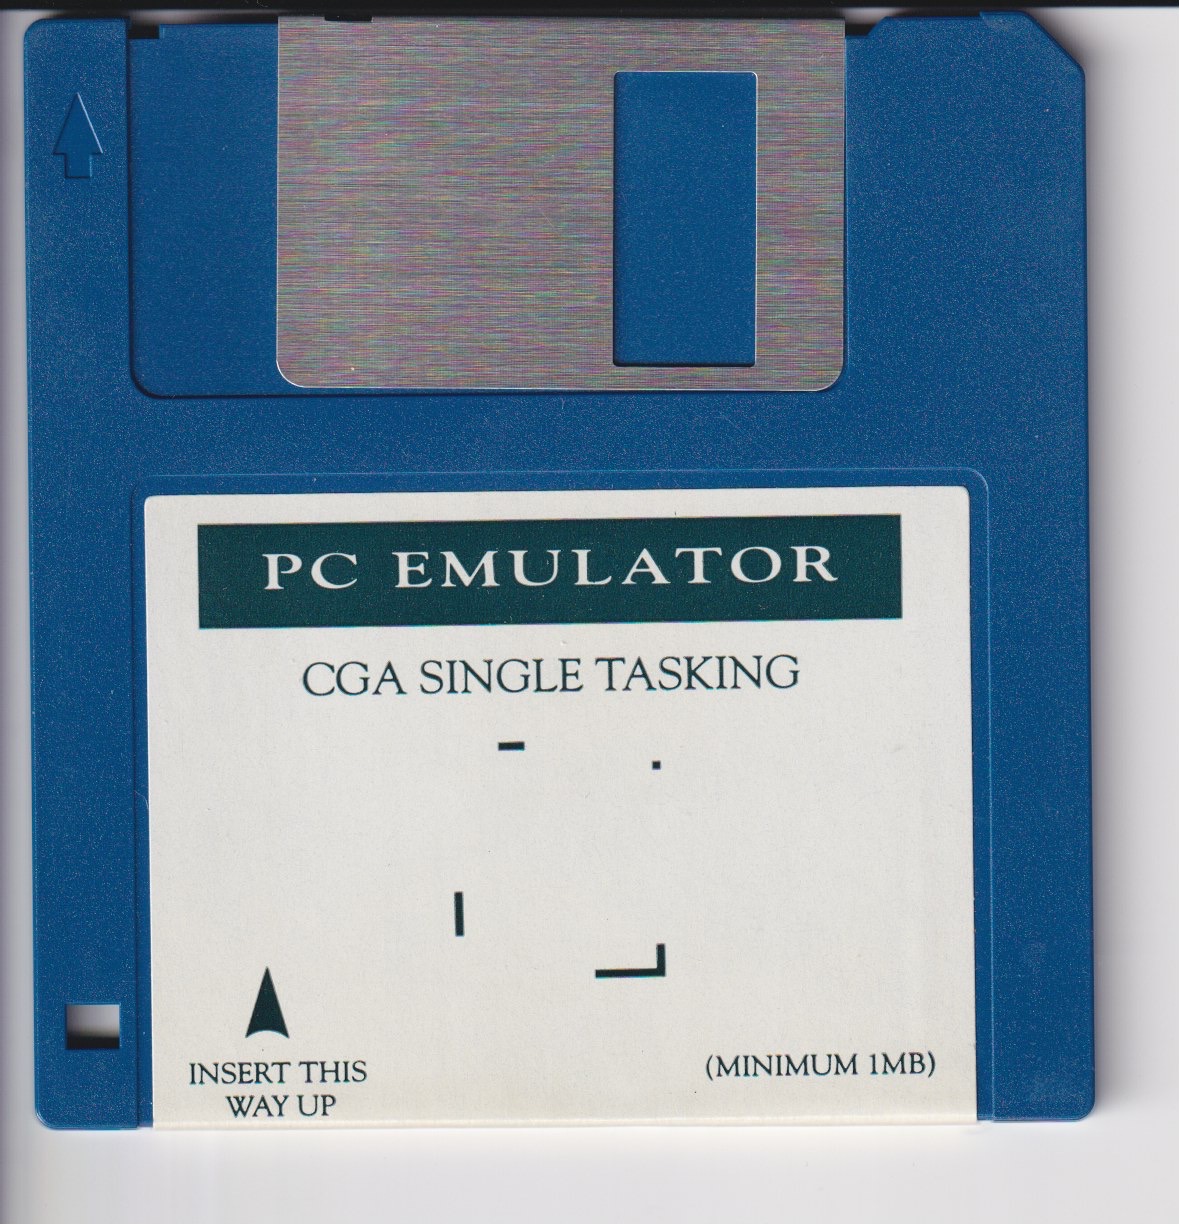 PC EMULATOR
CGA SINGLE TASKING
INSERT THIS
WAY UP
(MINIMUM 1MB)